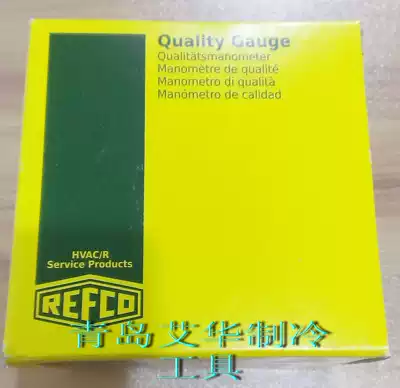 Quality Gauge
Qualitätsmanometer
Manomètre de qualité
Manometro di qualità
Manómetro de calidad
HVAC/R
Service Products
REFCO
青岛艾华制冷
工具